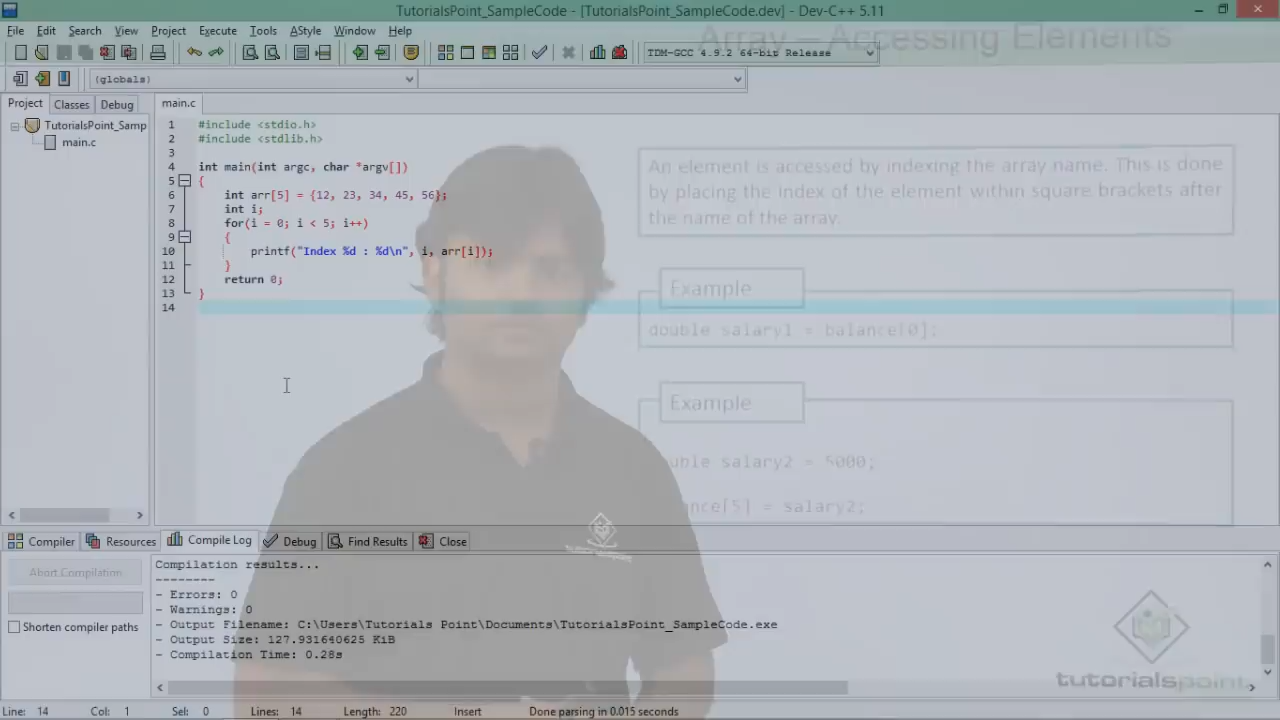 TutorialsPoint_SampleCode - [TutorialsPoint_SampleCode.dev] - Dev-C++ 5.11
Array – Accessing Elements
File Edit Search View Project Execute Tools AStyle Window Help
TDM-GCC 4.9.2 64-bit Release
(globals)
Project Classes Debug
main.c
TutorialsPoint_Samp
main.c
1 #include <stdio.h>
2 #include <stdlib.h>
3
4 int main(int argc, char *argv[])
5 {
6 int arr[5] = {12, 23, 34, 45, 56};
7 int i;
8 for(i = 0; i < 5; i++)
9 {
10 printf("Index %d : %d\n", i, arr[i]);
11 }
12 return 0;
13 }
14
An element is accessed by indexing the array name. This is done
by placing the index of the element within square brackets after
the name of the array.
Example
double salary1 = balance[0];
Example
salary2 = 5000;
= salary2;
Compiler Resources Compile Log Debug Find Results Close
Abort Compilation
Shorten compiler paths
Compilation results...
--------
- Errors: 0
- Warnings: 0
- Output Filename: C:\Users\Tutorials Point\Documents\TutorialsPoint_SampleCode.exe
- Output Size: 127.931640625 KiB
- Compilation Time: 0.28s
tutorialspoint
Line: 14 Col: 1 Sel: 0 Lines: 14 Length: 220 Insert Done parsing in 0.015 seconds